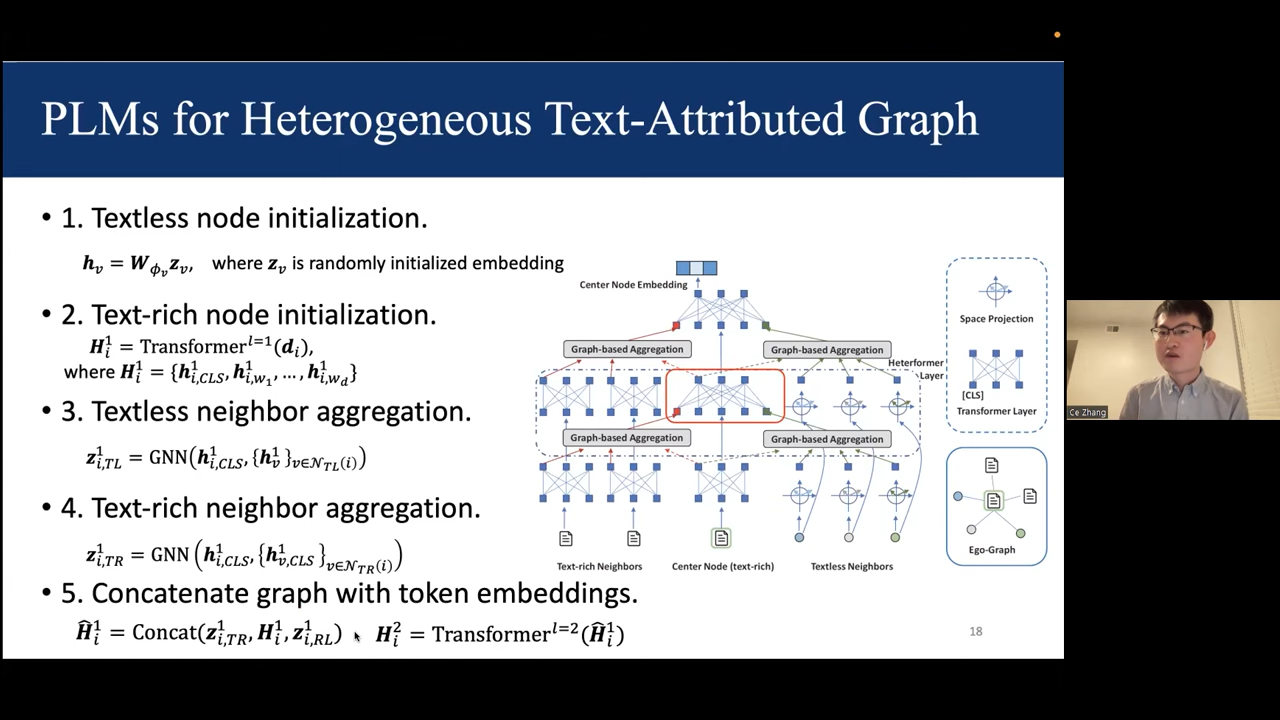 PLMs for Heterogeneous Text-Attributed Graph
• 1. Textless node initialization.
h_v = W_{ϕ_v} z_v, where z_v is randomly initialized embedding
• 2. Text-rich node initialization.
H_i^1 = Transformer^{l=1}(d_i),
where H_i^1 = {h_{i,CLS}^1, h_{i,w_1}^1, …, h_{i,w_d}^1}
• 3. Textless neighbor aggregation.
z_{i,TL}^1 = GNN(h_{i,CLS}^1, {h_v^1}_{v∈N_{TL}(i)})
• 4. Text-rich neighbor aggregation.
z_{i,TR}^1 = GNN(h_{i,CLS}^1, {h_{v,CLS}^1}_{v∈N_{TR}(i)})
• 5. Concatenate graph with token embeddings.
Ĥ_i^1 = Concat(z_{i,TR}^1, H_i^1, z_{i,RL}^1) H_i^2 = Transformer^{l=2}(Ĥ_i^1)
Center Node Embedding
Graph-based Aggregation
Graph-based Aggregation
Heterformer
Layer
Graph-based Aggregation
Graph-based Aggregation
Text-rich Neighbors
Center Node (text-rich)
Textless Neighbors
Space Projection
[CLS]
Transformer Layer
Ego-Graph
18
Ce Zhang